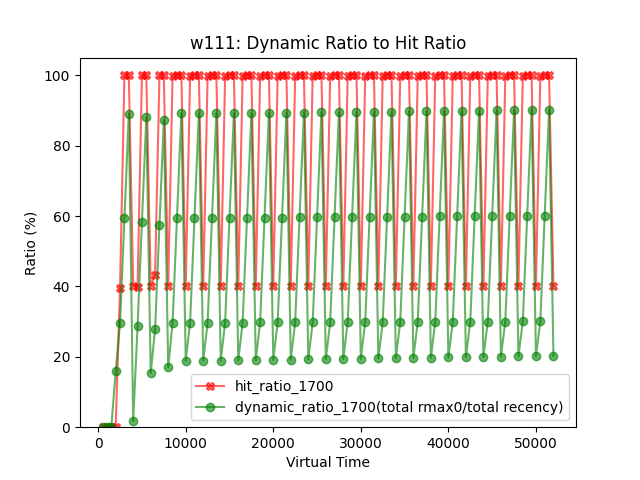 w111: Dynamic Ratio to Hit Ratio
Ratio (%)
100
80
60
40
20
0
hit_ratio_1700
dynamic_ratio_1700(total rmax0/total recency)
0 10000 20000 30000 40000 50000
Virtual Time